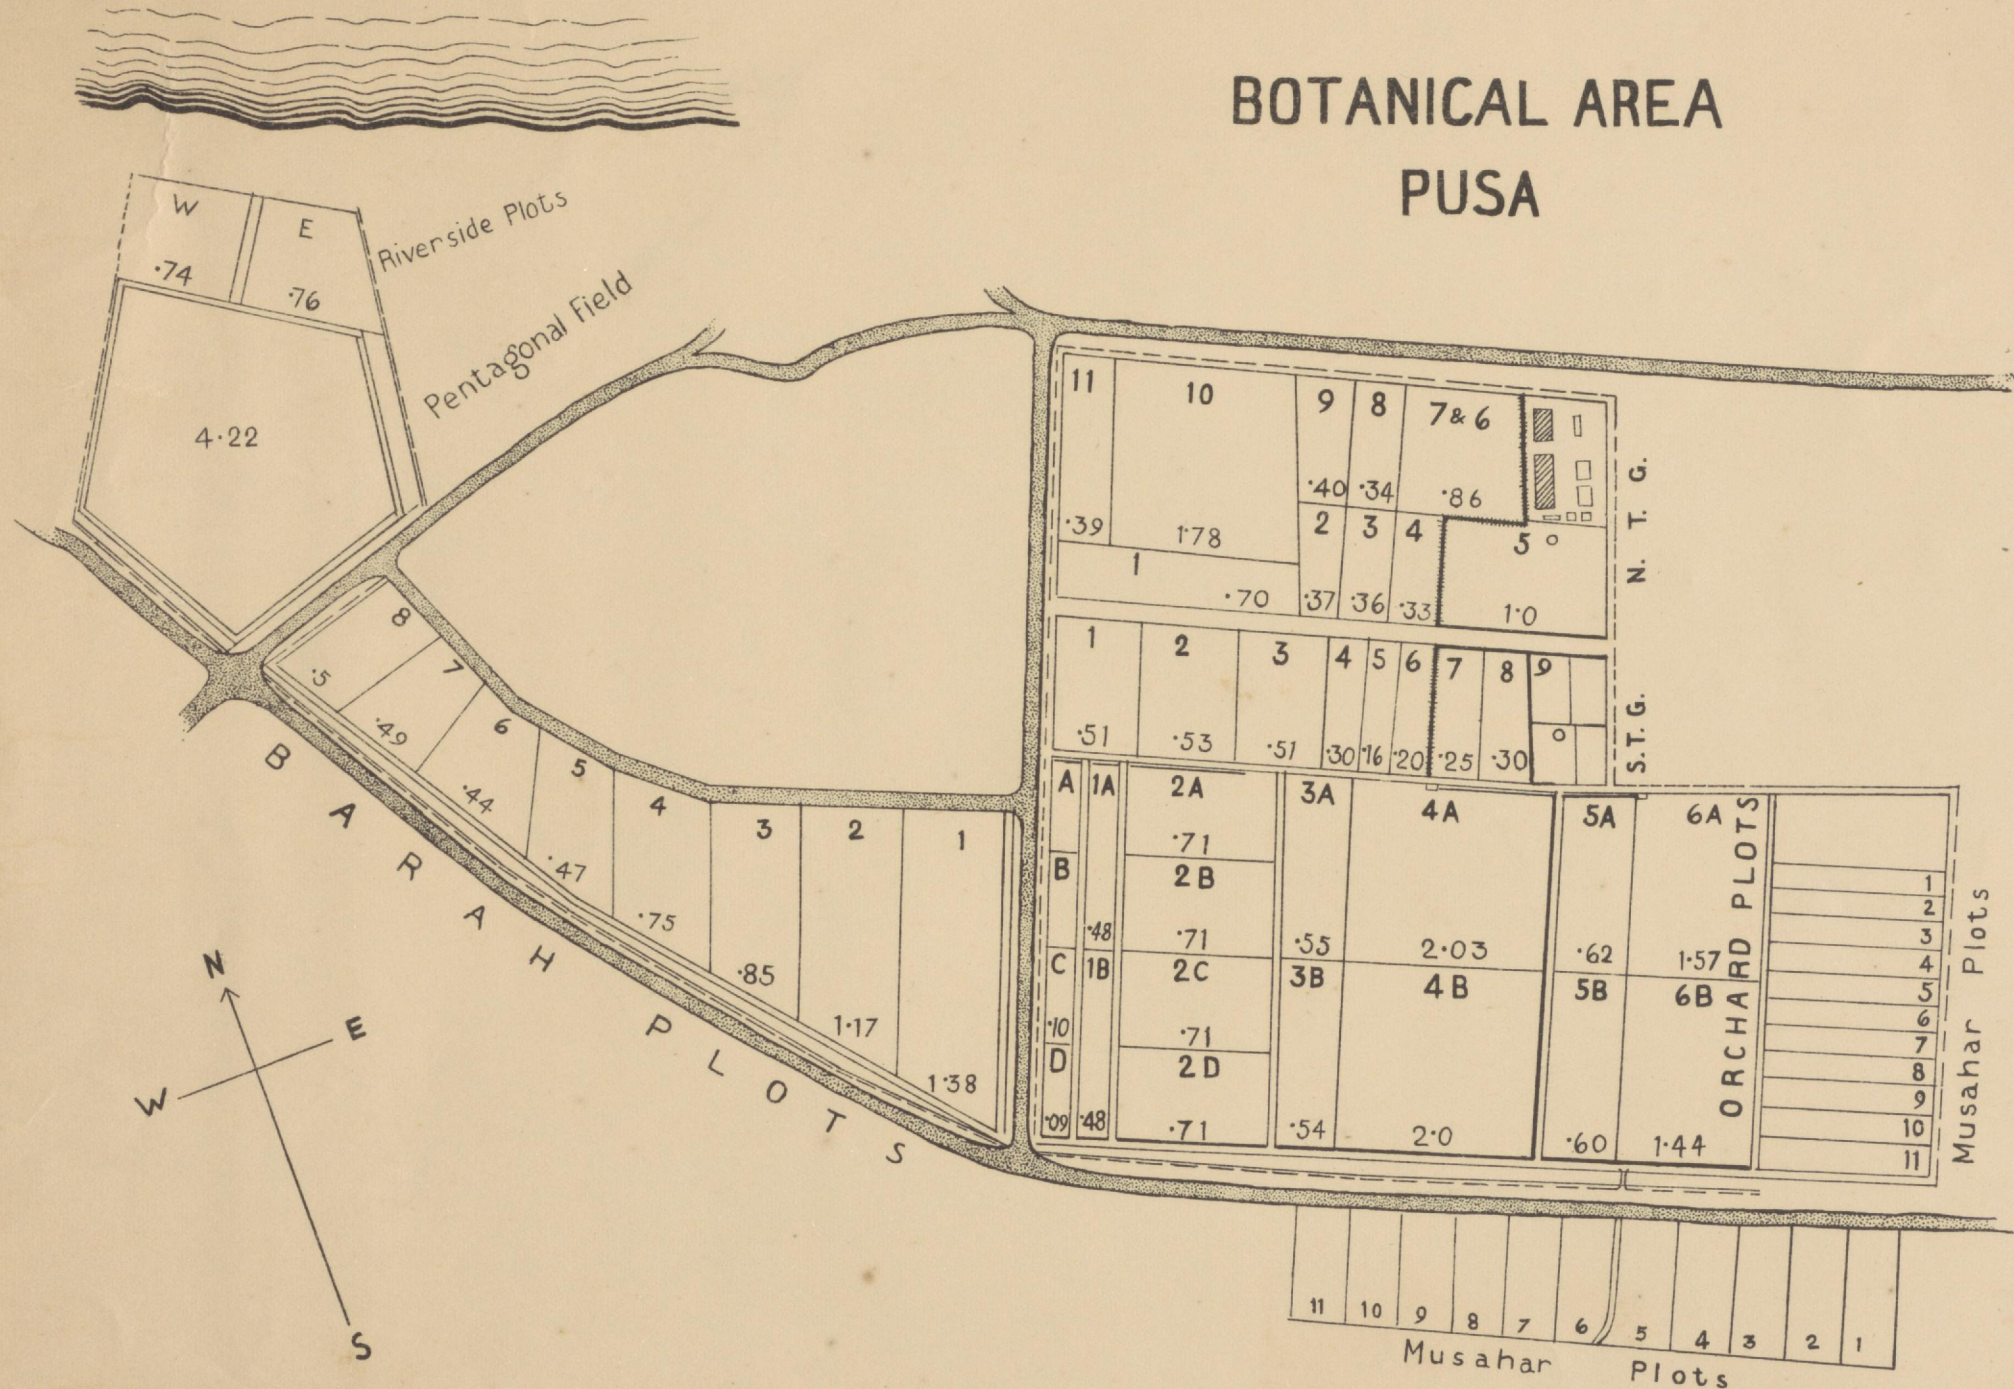 BOTANICAL AREA
PUSA
W
E
·74
·76
Riverside Plots
Pentagonal Field
4·22
11
10
9
8
7 & 6
·39
1·78
·40
·34
·86
2
3
4
5
1
·70
·37
·36
·33
1·0
N. T. G.
1
2
3
4
5
6
7
8
9
·51
·53
·51
·30
·16
·20
·25
·30
S. T. G.
8
7
6
5
4
3
2
1
·5
·49
·44
·47
·75
·85
1·17
1·38
BARAH PLOTS
A
B
C
·10
D
·09
1A
·48
1B
·48
2A
·71
2B
·71
2C
·71
2D
·71
3A
·55
3B
·54
4A
2·03
4B
2·0
5A
·62
5B
·60
6A
1·57
6B
1·44
ORCHARD PLOTS
1
2
3
4
5
6
7
8
9
10
11
Musahar Plots
N
E
W
S
11
10
9
8
7
6
5
4
3
2
1
Musahar Plots